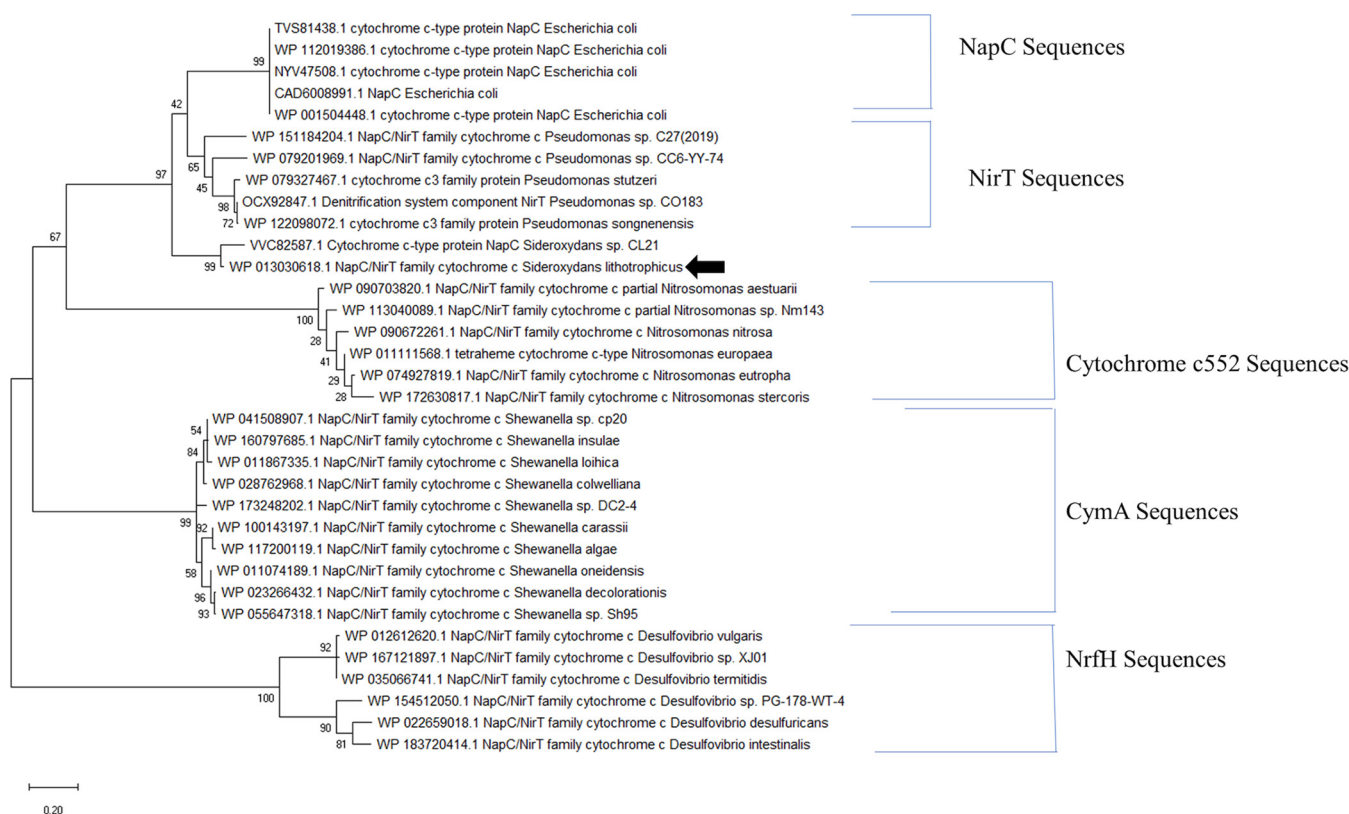 TVS81438.1 cytochrome c-type protein NapC Escherichia coli
WP 112019386.1 cytochrome c-type protein NapC Escherichia coli
NapC Sequences
99
NYV47508.1 cytochrome c-type protein NapC Escherichia coli
CAD6008991.1 NapC Escherichia coli
42
WP 001504448.1 cytochrome c-type protein NapC Escherichia coli
WP 151184204.1 NapC/NirT family cytochrome c Pseudomonas sp. C27(2019)
65
WP 079201969.1 NapC/NirT family cytochrome c Pseudomonas sp. CC6-YY-74
97
45
WP 079327467.1 cytochrome c3 family protein Pseudomonas stutzeri
NirT Sequences
98
OCX92847.1 Denitrification system component NirT Pseudomonas sp. CO183
72
WP 122098072.1 cytochrome c3 family protein Pseudomonas songnenensis
67
VVC82587.1 Cytochrome c-type protein NapC Sideroxydans sp. CL21
99
WP 013030618.1 NapC/NirT family cytochrome c Sideroxydans lithotrophicus
WP 090703820.1 NapC/NirT family cytochrome c partial Nitrosomonas aestuarii
100
WP 113040089.1 NapC/NirT family cytochrome c partial Nitrosomonas sp. Nm143
28
WP 090672261.1 NapC/NirT family cytochrome c Nitrosomonas nitrosa
41
WP 011111568.1 tetraheme cytochrome c-type Nitrosomonas europaea
Cytochrome c552 Sequences
29
WP 074927819.1 NapC/NirT family cytochrome c Nitrosomonas eutropha
28
WP 172630817.1 NapC/NirT family cytochrome c Nitrosomonas stercoris
WP 041508907.1 NapC/NirT family cytochrome c Shewanella sp. cp20
54
WP 160797685.1 NapC/NirT family cytochrome c Shewanella insulae
84
WP 011867335.1 NapC/NirT family cytochrome c Shewanella loihica
WP 028762968.1 NapC/NirT family cytochrome c Shewanella colwelliana
WP 173248202.1 NapC/NirT family cytochrome c Shewanella sp. DC2-4
CymA Sequences
99
92
WP 100143197.1 NapC/NirT family cytochrome c Shewanella carassii
WP 117200119.1 NapC/NirT family cytochrome c Shewanella algae
58
WP 011074189.1 NapC/NirT family cytochrome c Shewanella oneidensis
96
WP 023266432.1 NapC/NirT family cytochrome c Shewanella decolorationis
93
WP 055647318.1 NapC/NirT family cytochrome c Shewanella sp. Sh95
WP 012612620.1 NapC/NirT family cytochrome c Desulfovibrio vulgaris
92
WP 167121897.1 NapC/NirT family cytochrome c Desulfovibrio sp. XJ01
NrfH Sequences
WP 035066741.1 NapC/NirT family cytochrome c Desulfovibrio termitidis
100
WP 154512050.1 NapC/NirT family cytochrome c Desulfovibrio sp. PG-178-WT-4
90
WP 022659018.1 NapC/NirT family cytochrome c Desulfovibrio desulfuricans
81
WP 183720414.1 NapC/NirT family cytochrome c Desulfovibrio intestinalis
0.20